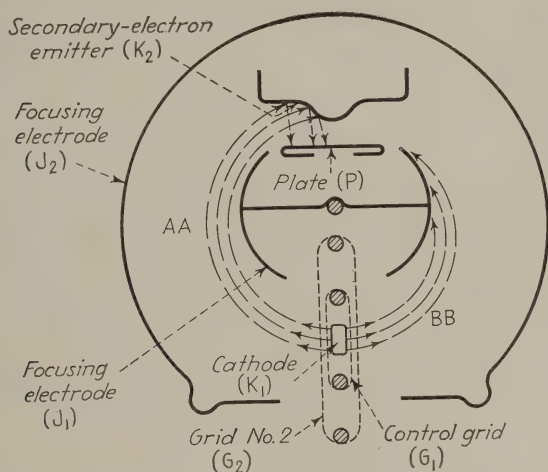 Secondary-electron
emitter (K₂)
Focusing
electrode
(J₂)
Plate (P)
AA
BB
Focusing
electrode
(J₁)
Cathode
(K₁)
Grid No.2
(G₂)
Control grid
(G₁)